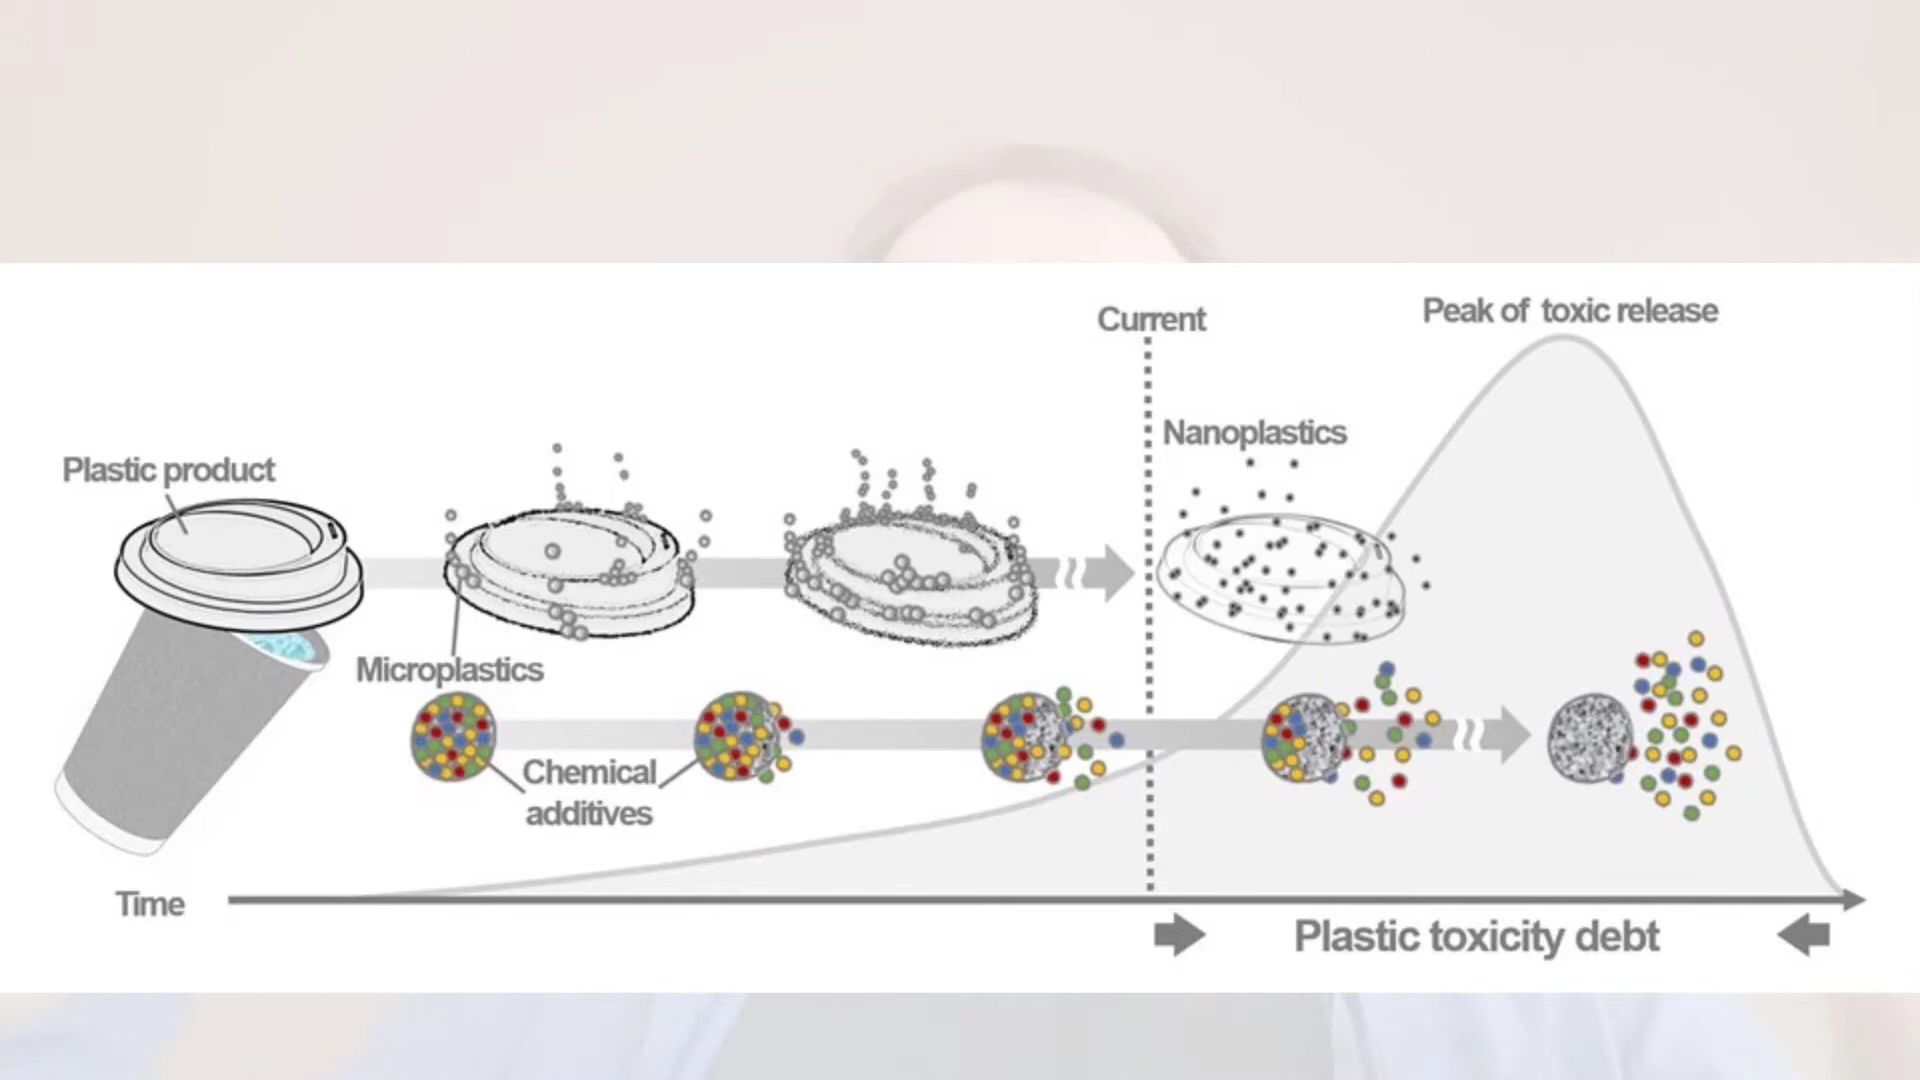 Current
Peak of toxic release
Nanoplastics
Plastic product
Microplastics
Chemical
additives
Time
Plastic toxicity debt